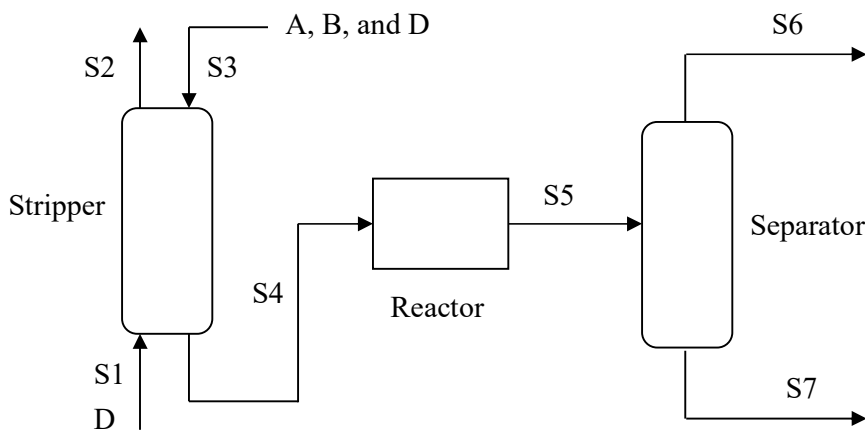 A, B, and D
S6
S2
S3
S5
Stripper
Separator
S4
Reactor
S1
S7
D